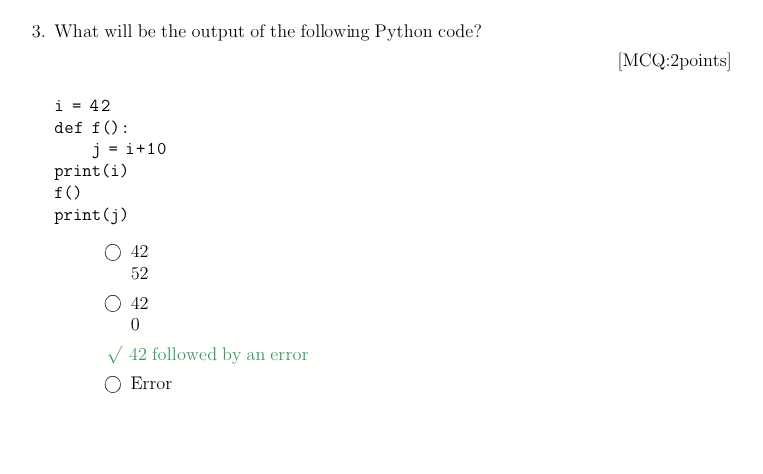 3. What will be the output of the following Python code?
[MCQ:2points]
i = 42
def f():
    j = i+10
print(i)
f()
print(j)
○ 42
52
○ 42
0
✓ 42 followed by an error
○ Error